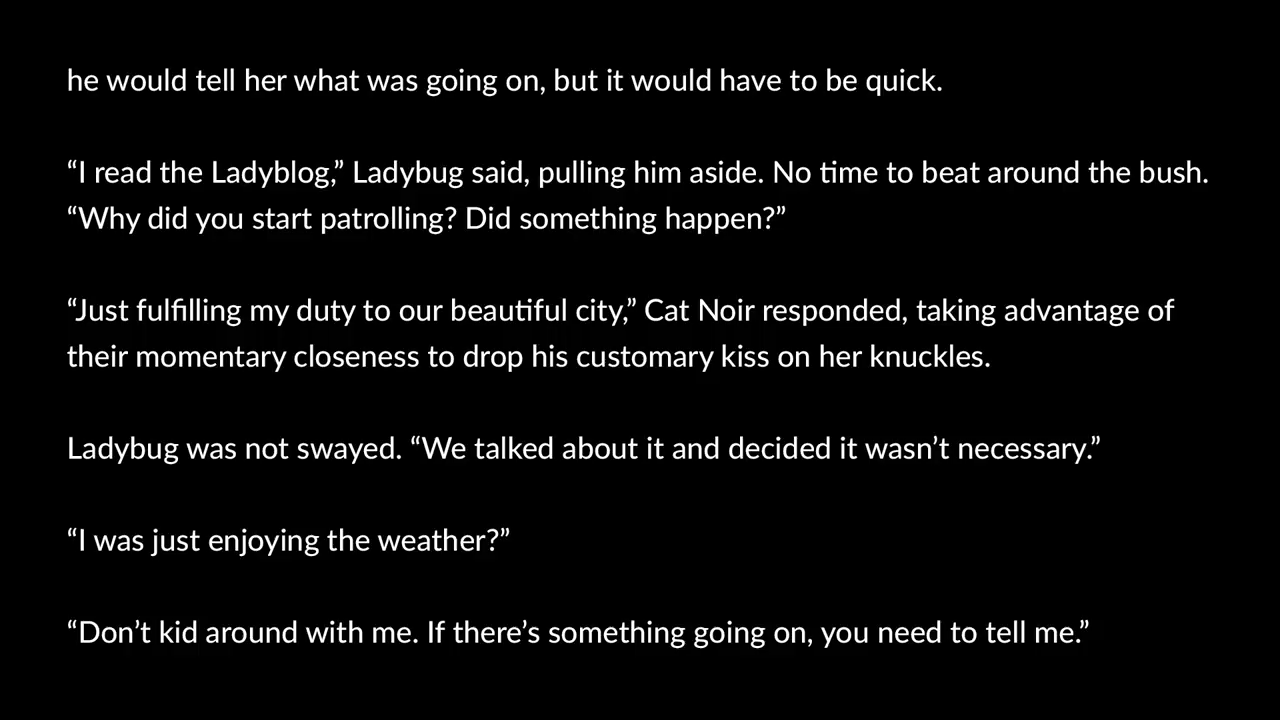 he would tell her what was going on, but it would have to be quick.
“I read the Ladyblog,” Ladybug said, pulling him aside. No time to beat around the bush.
“Why did you start patrolling? Did something happen?”
“Just fulfilling my duty to our beautiful city,” Cat Noir responded, taking advantage of
their momentary closeness to drop his customary kiss on her knuckles.
Ladybug was not swayed. “We talked about it and decided it wasn’t necessary.”
“I was just enjoying the weather?”
“Don’t kid around with me. If there’s something going on, you need to tell me.”